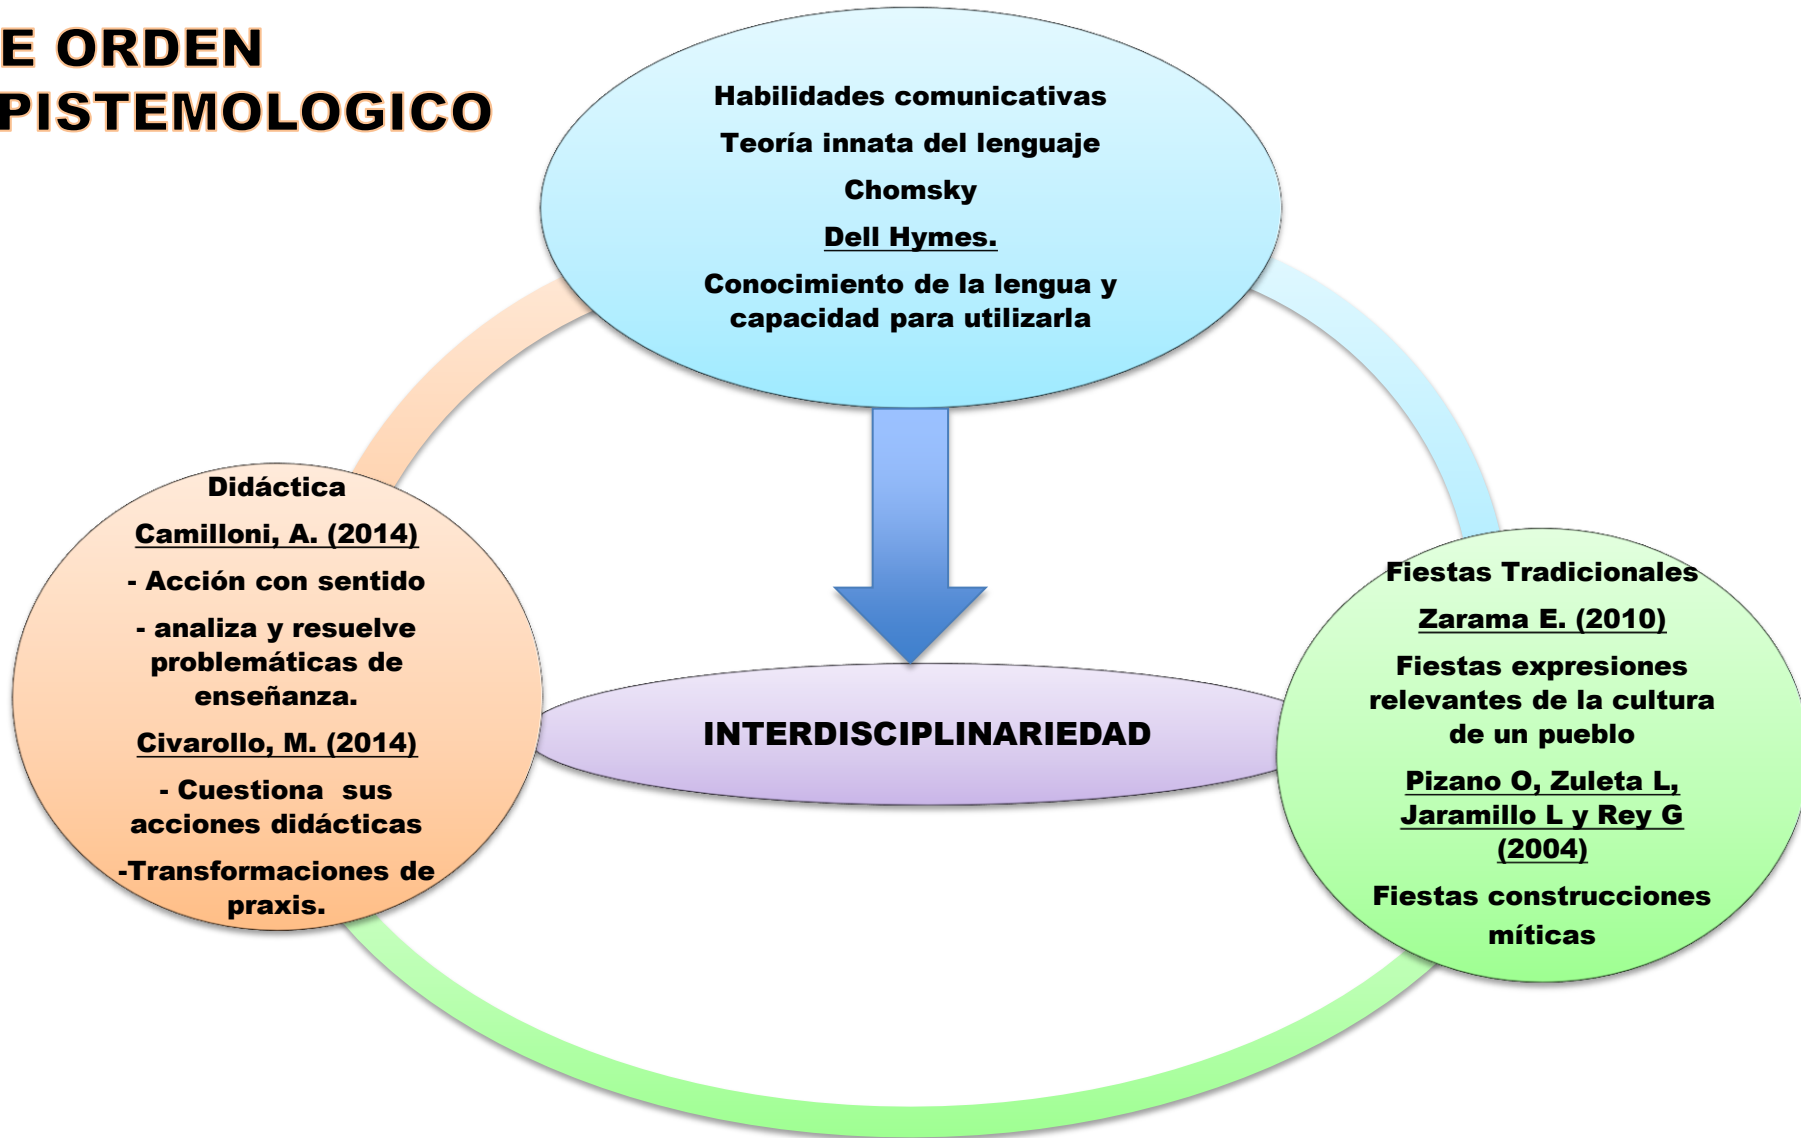 E ORDEN
PISTEMOLOGICO
Habilidades comunicativas
Teoría innata del lenguaje
Chomsky
Dell Hymes.
Conocimiento de la lengua y
capacidad para utilizarla
Didáctica
Camilloni, A. (2014)
- Acción con sentido
- analiza y resuelve
problemáticas de
enseñanza.
Civarollo, M. (2014)
- Cuestiona  sus
acciones didácticas
-Transformaciones de
praxis.
INTERDISCIPLINARIEDAD
Fiestas Tradicionales
Zarama E. (2010)
Fiestas expresiones
relevantes de la cultura
de un pueblo
Pizano O, Zuleta L,
Jaramillo L y Rey G
(2004)
Fiestas construcciones
míticas